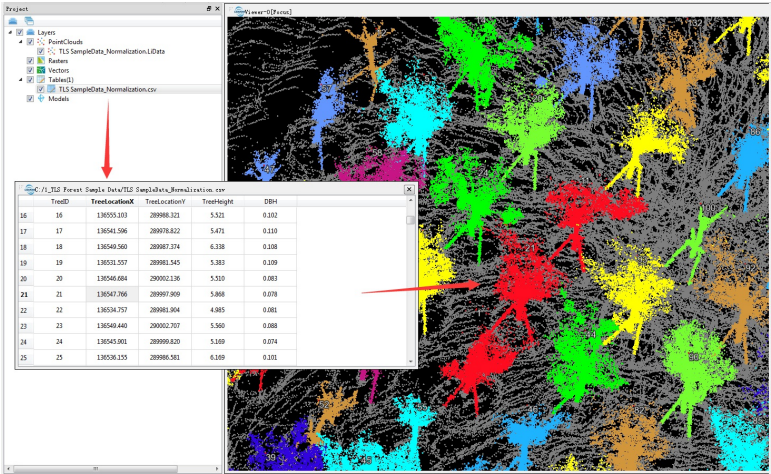 Project
Layers
PointClouds
TLS SampleData_Normalization.LiData
Rasters
Vectors
Tables(1)
TLS SampleData_Normalization.csv
Models
Viewer-0[Focus]
C:/1_TLS Forest Sample Data/TLS SampleData_Normalization.csv
TreeID TreeLocationX TreeLocationY TreeHeight DBH
16 16 136555.103 289988.321 5.521 0.102
17 17 136541.596 289978.822 5.471 0.110
18 18 136549.560 289987.374 6.338 0.108
19 19 136531.557 289981.545 5.383 0.109
20 20 136546.684 290002.136 5.510 0.083
21 21 136547.766 289997.909 5.868 0.078
22 22 136534.757 289981.904 4.985 0.081
23 23 136549.440 290002.707 5.560 0.088
24 24 136545.901 289999.820 5.169 0.074
25 25 136536.155 289986.581 6.169 0.101
39